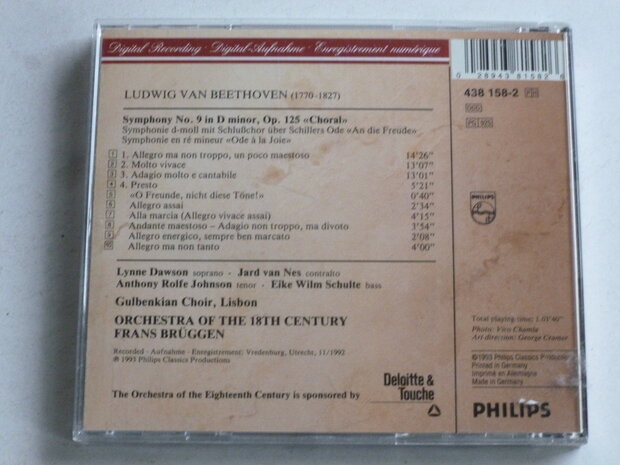 Digital Recording · Digital-Aufnahme · Enregistrement numérique
LUDWIG VAN BEETHOVEN (1770-1827)
Symphony No. 9 in D minor, Op. 125 «Choral»
Symphonie d-moll mit Schlußchor über Schillers Ode «An die Freude»
Symphonie en ré mineur «Ode à la Joie»
1 1. Allegro ma non troppo, un poco maestoso 14'26"
2 2. Molto vivace 13'07"
3 3. Adagio molto e cantabile 13'01"
4 4. Presto 5'21"
5 «O Freunde, nicht diese Töne!» 0'40"
6 Allegro assai 2'34"
7 Alla marcia (Allegro vivace assai) 4'15"
8 Andante maestoso – Adagio non troppo, ma divoto 3'54"
9 Allegro energico, sempre ben marcato 2'08"
10 Allegro ma non tanto 4'00"
Lynne Dawson soprano · Jard van Nes contralto
Anthony Rolfe Johnson tenor · Eike Wilm Schulte bass
Gulbenkian Choir, Lisbon
ORCHESTRA OF THE 18TH CENTURY
FRANS BRÜGGEN
Recorded · Aufnahme · Enregistrement: Vredenburg, Utrecht, 11/1992
℗ 1993 Philips Classics Productions
The Orchestra of the Eighteenth Century is sponsored by
Deloitte &
Touche
0 28943 81582 6
438 158-2
DDD
PHILIPS
Total playing time: 1.03'40"
Photo: Vico Chamla
Art-direction: George Cramer
©1993 Philips Classics Productions
Printed in Germany
Imprimé en Allemagne
Made in Germany
PHILIPS